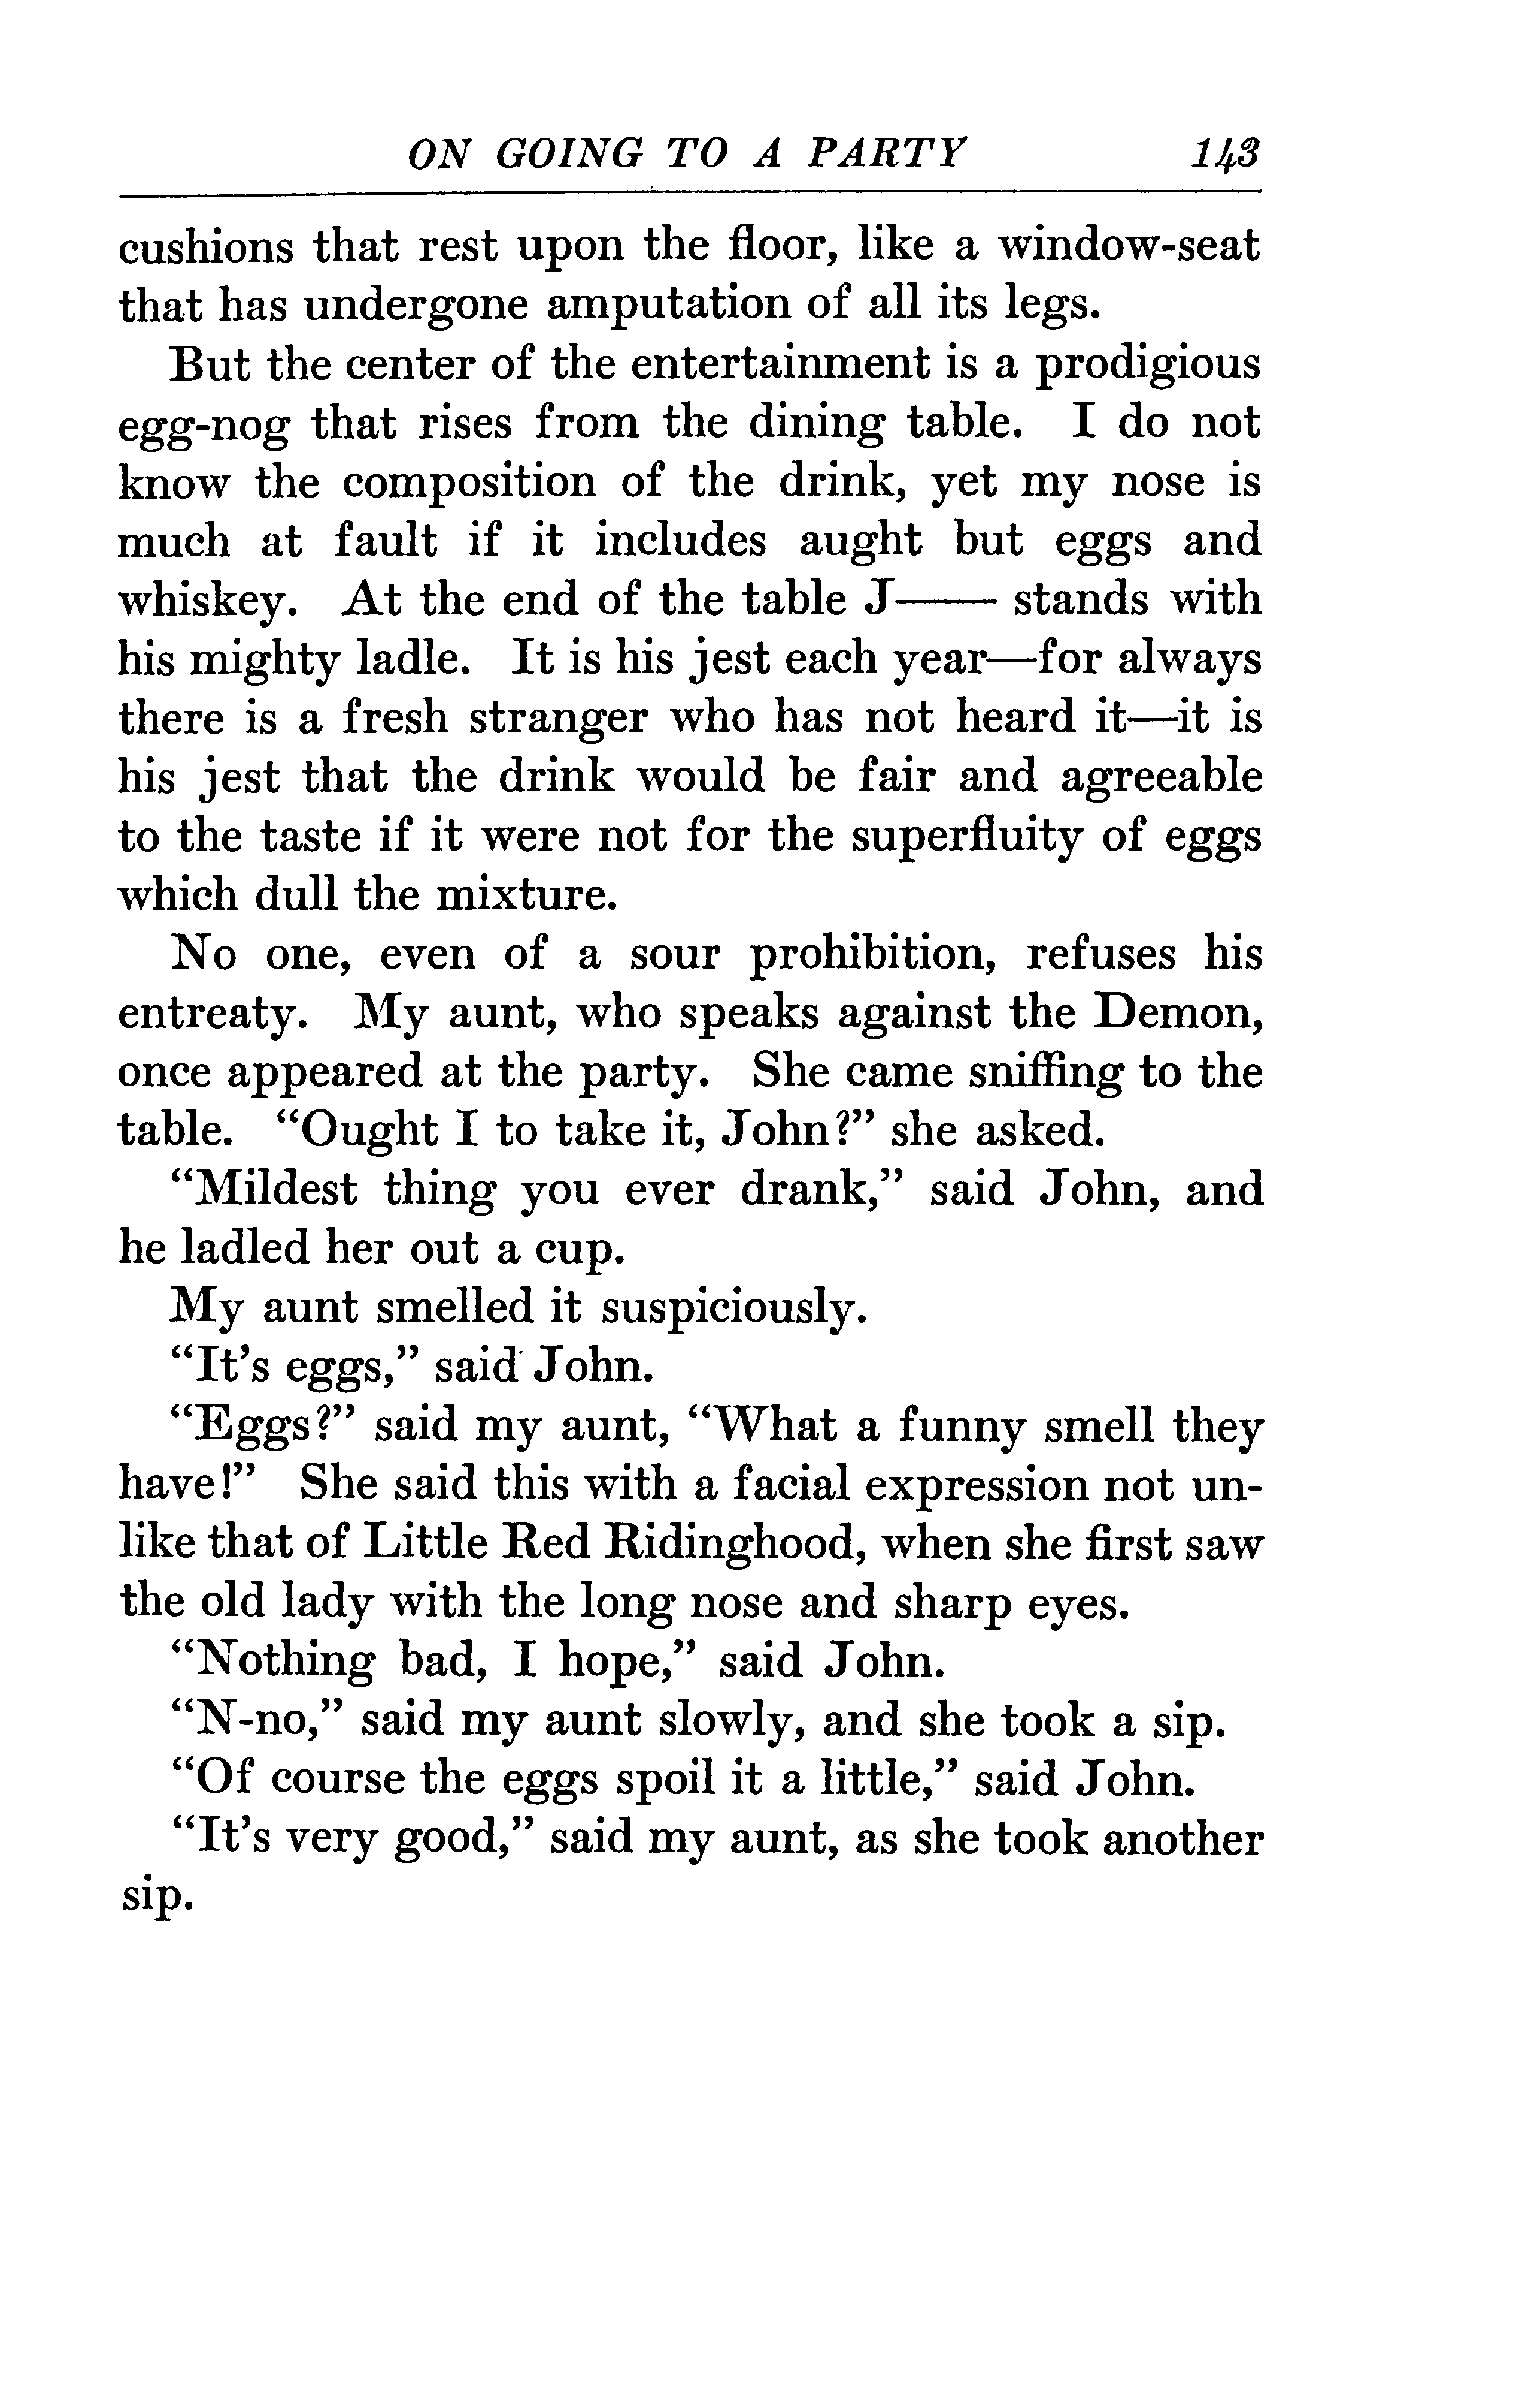 ON GOING TO A PARTY 143
cushions that rest upon the floor, like a window-seat
that has undergone amputation of all its legs.
But the center of the entertainment is a prodigious
egg-nog that rises from the dining table. I do not
know the composition of the drink, yet my nose is
much at fault if it includes aught but eggs and
whiskey. At the end of the table J—— stands with
his mighty ladle. It is his jest each year—for always
there is a fresh stranger who has not heard it—it is
his jest that the drink would be fair and agreeable
to the taste if it were not for the superfluity of eggs
which dull the mixture.
No one, even of a sour prohibition, refuses his
entreaty. My aunt, who speaks against the Demon,
once appeared at the party. She came sniffing to the
table. “Ought I to take it, John?” she asked.
“Mildest thing you ever drank,” said John, and
he ladled her out a cup.
My aunt smelled it suspiciously.
“It’s eggs,” said John.
“Eggs?” said my aunt, “What a funny smell they
have!” She said this with a facial expression not un-
like that of Little Red Ridinghood, when she first saw
the old lady with the long nose and sharp eyes.
“Nothing bad, I hope,” said John.
“N-no,” said my aunt slowly, and she took a sip.
“Of course the eggs spoil it a little,” said John.
“It’s very good,” said my aunt, as she took another
sip.